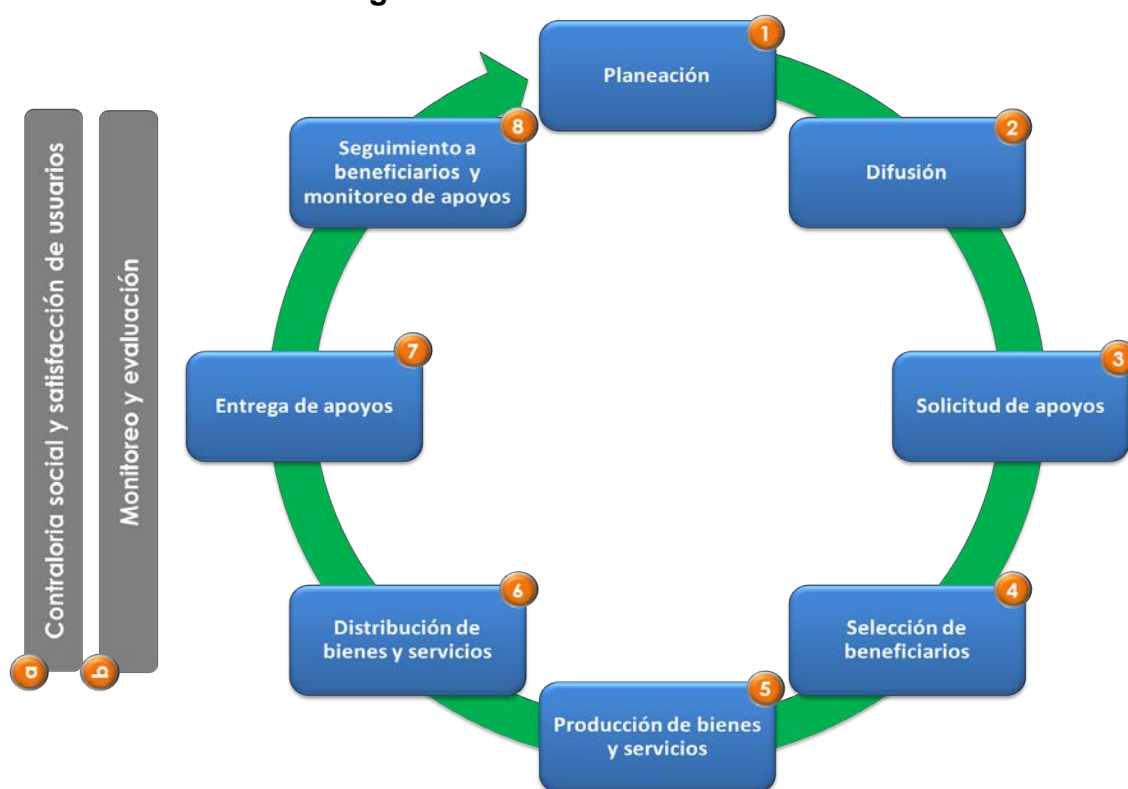 1
Planeación
2
Difusión
3
Solicitud de apoyos
4
Selección de
beneficiarios
5
Producción de bienes
y servicios
6
Distribución de
bienes y servicios
7
Entrega de apoyos
8
Seguimiento a
beneficiarios y
monitoreo de apoyos
a
Contraloria social y satisfacción de usuarios
b
Monitoreo y evaluación